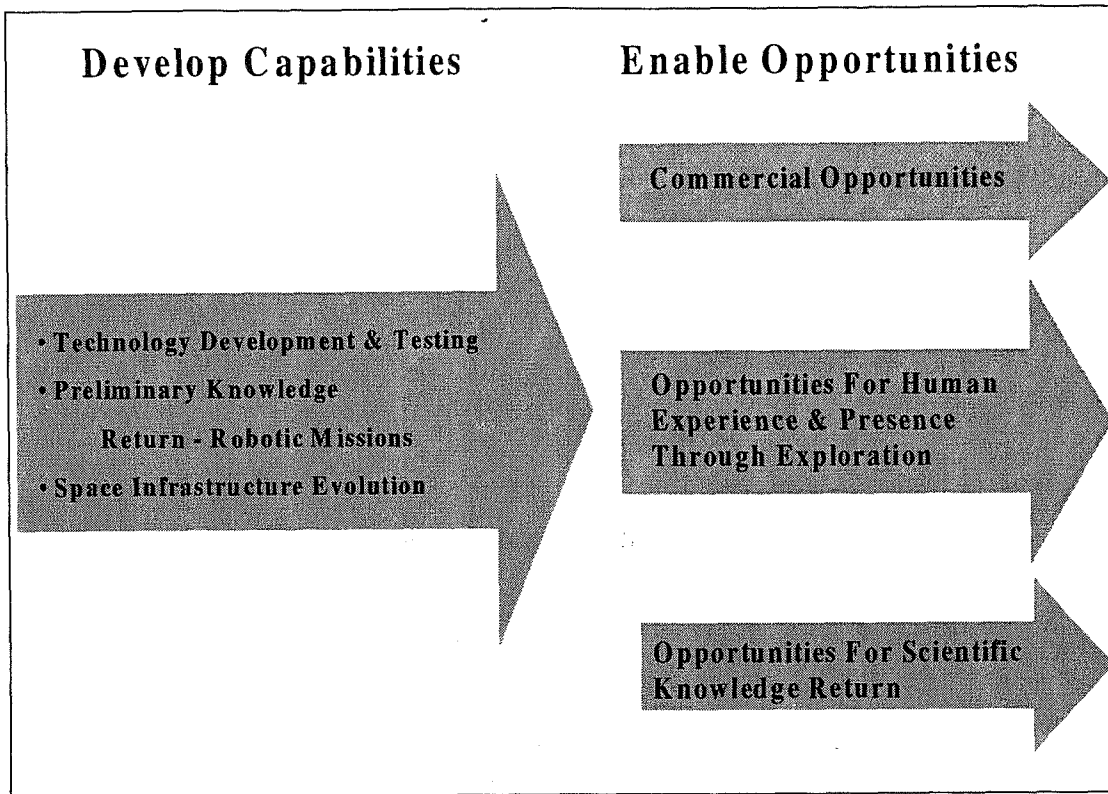 Develop Capabilities
• Technology Development & Testing
• Preliminary Knowledge
Return - Robotic Missions
• Space Infrastructure Evolution
Enable Opportunities
Commercial Opportunities
Opportunities For Human
Experience & Presence
Through Exploration
Opportunities For Scientific
Knowledge Return